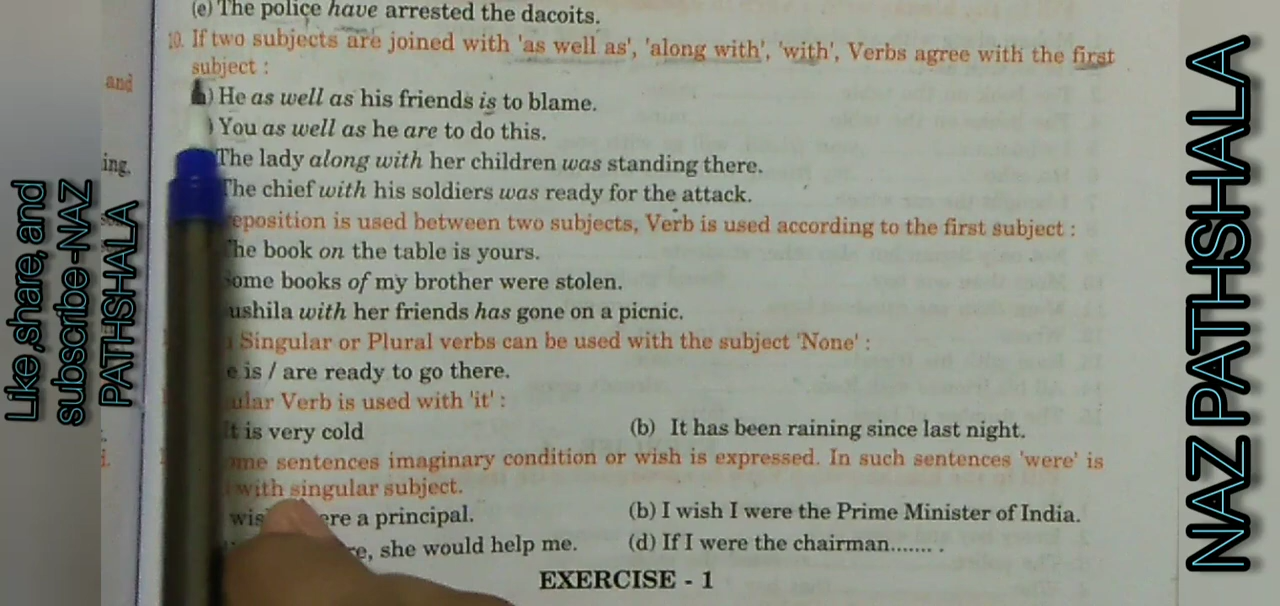 (e) The police have arrested the dacoits.
10. If two subjects are joined with 'as well as', 'along with', 'with', Verbs agree with the first
subject :
) He as well as his friends is to blame.
) You as well as he are to do this.
The lady along with her children was standing there.
The chief with his soldiers was ready for the attack.
eposition is used between two subjects, Verb is used according to the first subject :
he book on the table is yours.
ome books of my brother were stolen.
ushila with her friends has gone on a picnic.
Singular or Plural verbs can be used with the subject 'None' :
e is / are ready to go there.
ular Verb is used with 'it' :
t is very cold (b) It has been raining since last night.
ome sentences imaginary condition or wish is expressed. In such sentences 'were' is
with singular subject.
wis ere a principal. (b) I wish I were the Prime Minister of India.
re, she would help me. (d) If I were the chairman....... .
EXERCISE - 1
and
ing,
i.
Like ,share, and
subscribe -NAZ
PATHSHALA
NAZ PATHSHALA